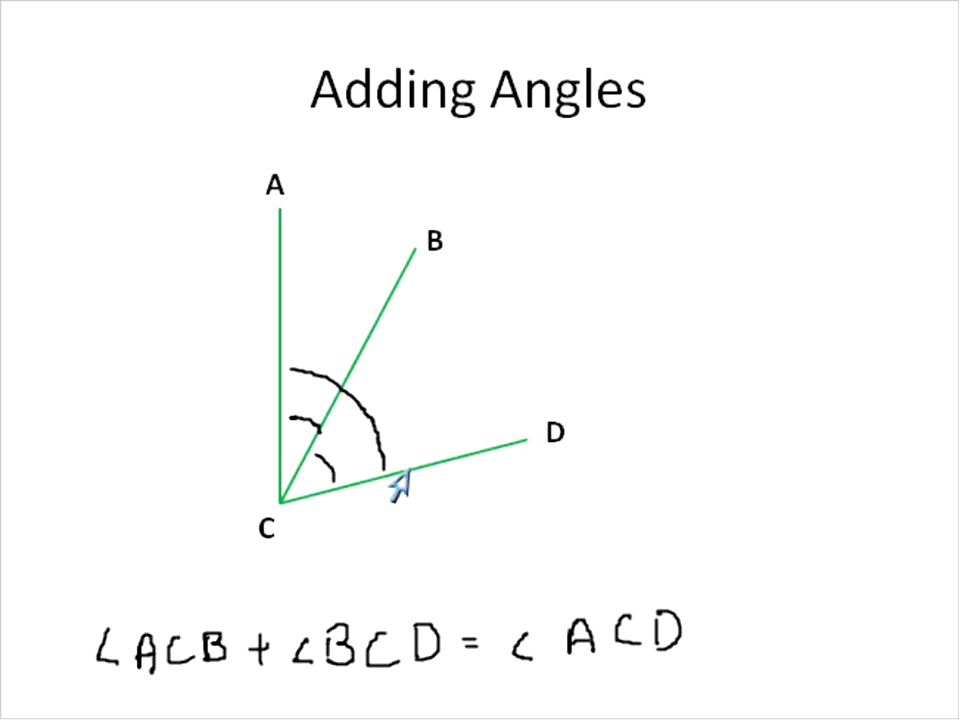 Adding Angles
A
B
D
C
∠ACB + ∠BCD = ∠ACD